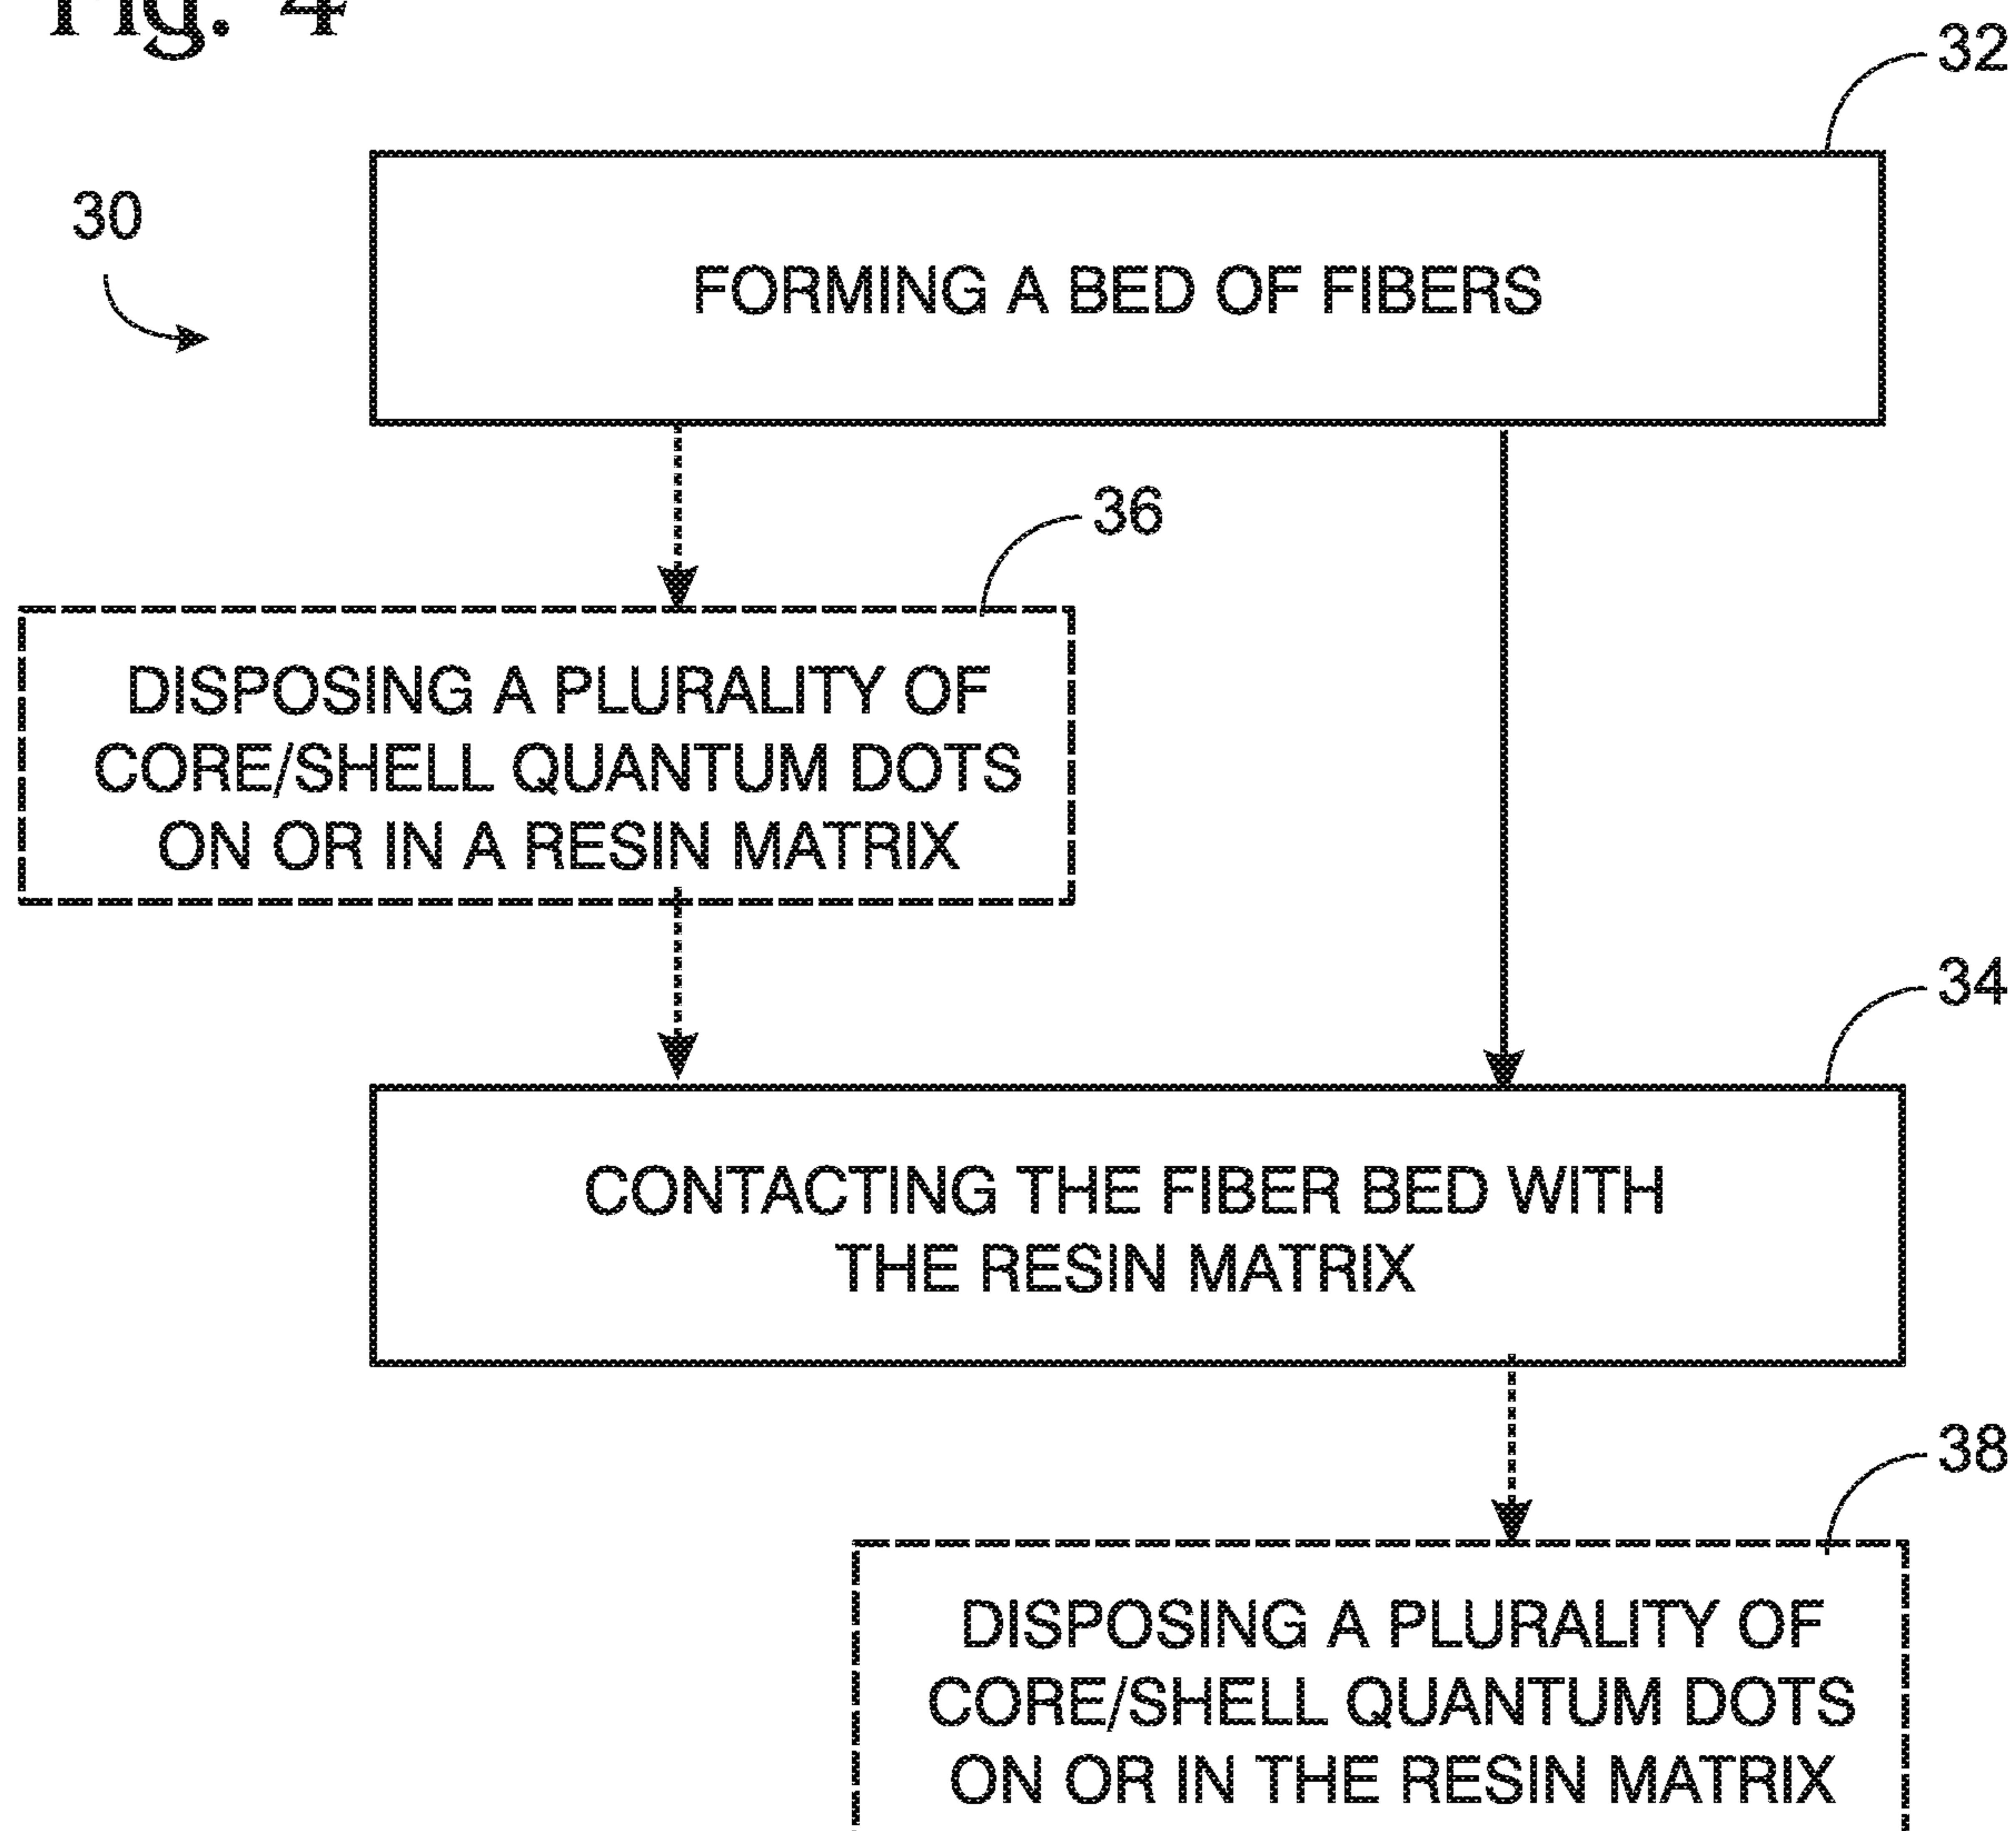 Fig. 4
32
30
FORMING A BED OF FIBERS
36
DISPOSING A PLURALITY OF
CORE/SHELL QUANTUM DOTS
ON OR IN A RESIN MATRIX
34
CONTACTING THE FIBER BED WITH
THE RESIN MATRIX
38
DISPOSING A PLURALITY OF
CORE/SHELL QUANTUM DOTS
ON OR IN THE RESIN MATRIX